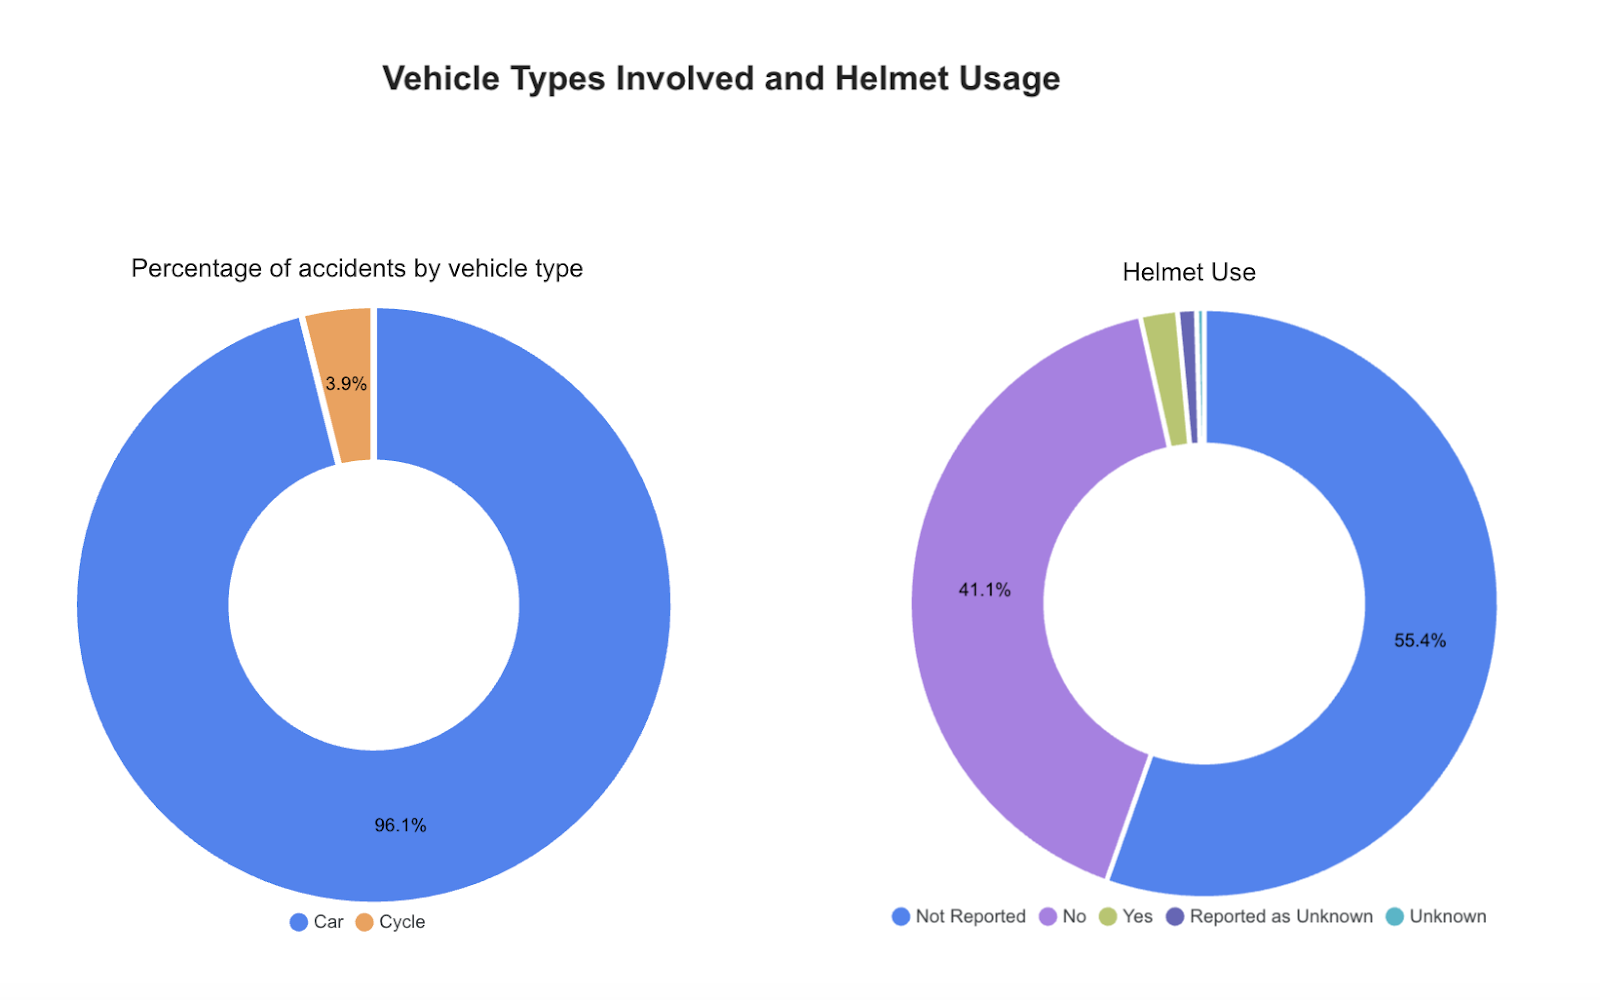 Vehicle Types Involved and Helmet Usage
Percentage of accidents by vehicle type
3.9%
96.1%
Car Cycle
Helmet Use
41.1%
55.4%
Not Reported No Yes Reported as Unknown Unknown